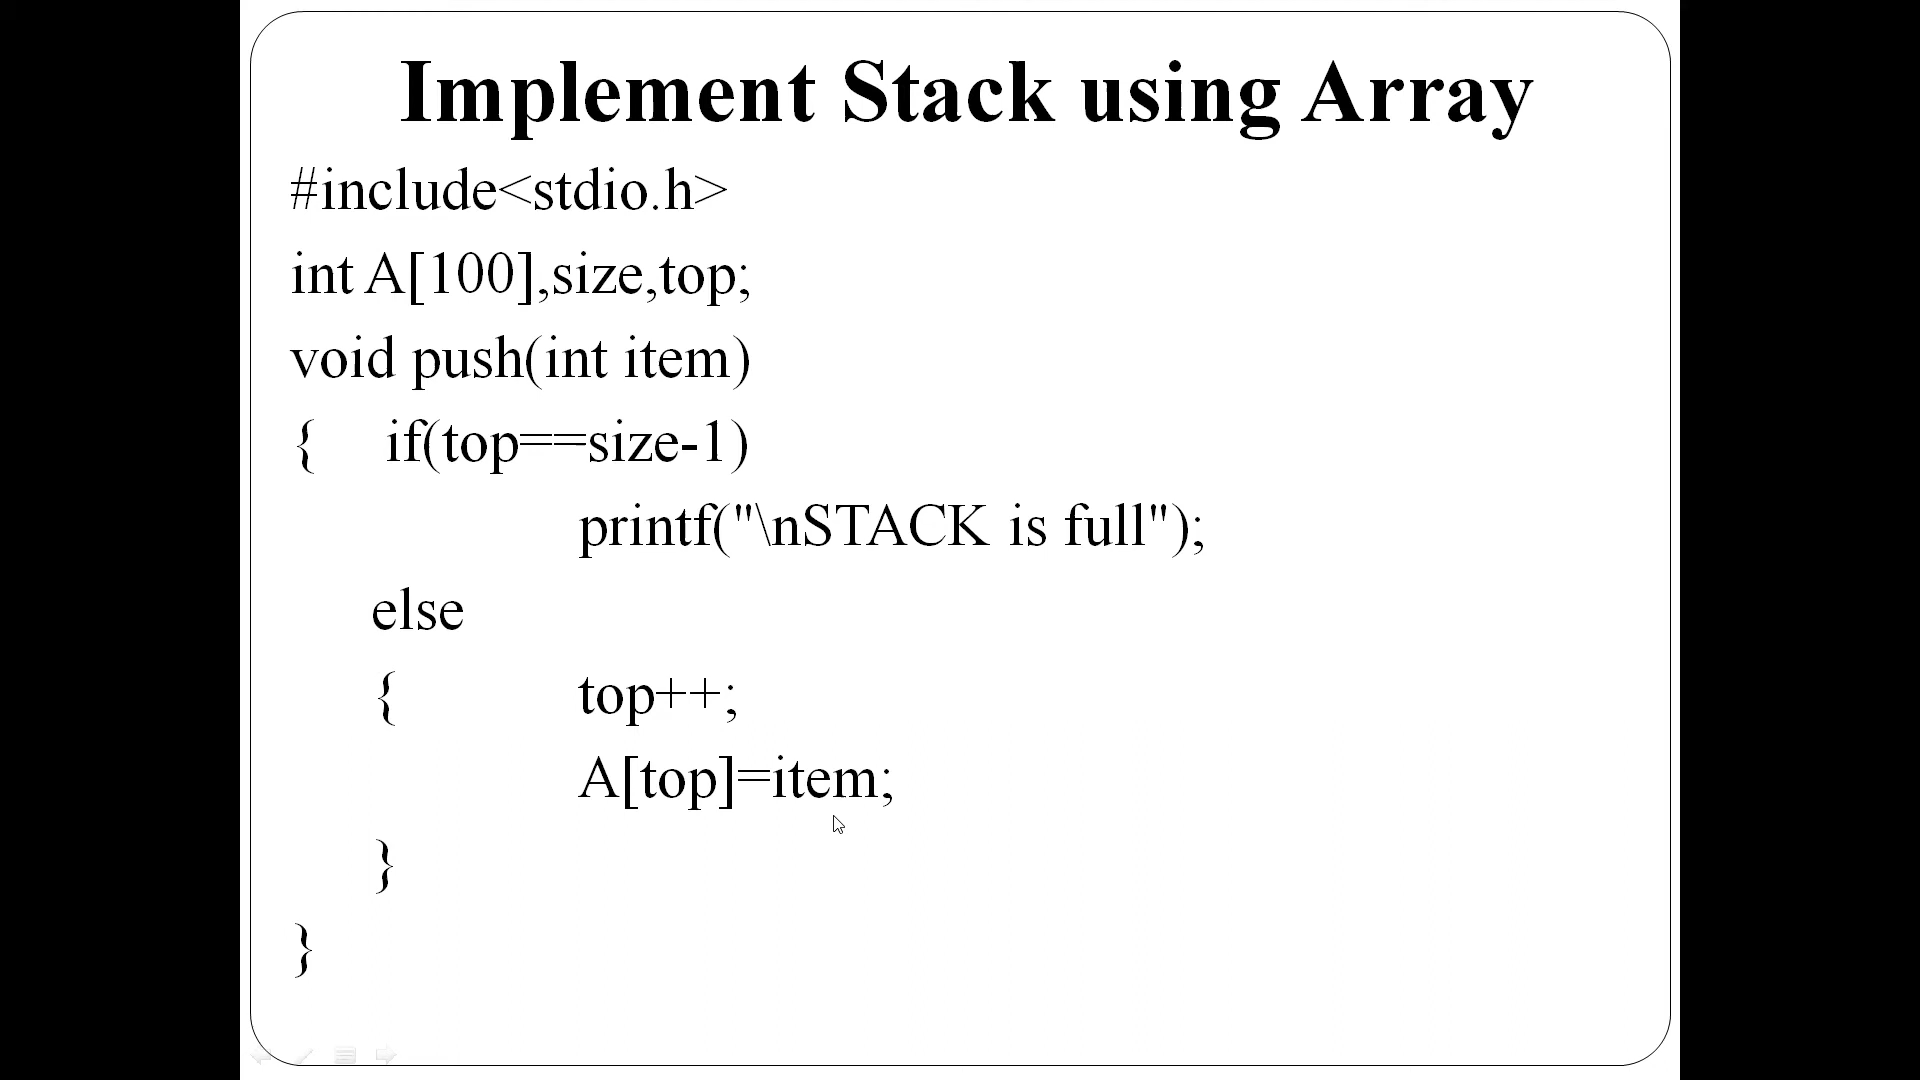 Implement Stack using Array
#include<stdio.h>
int A[100],size,top;
void push(int item)
{ if(top==size-1)
printf("\nSTACK is full");
else
{ top++;
A[top]=item;
}
}